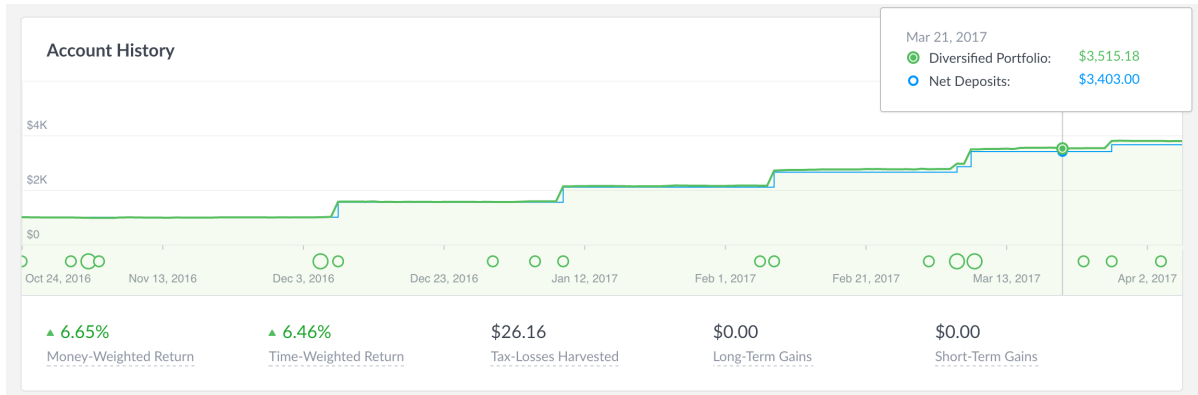 Account History
Mar 21, 2017
Diversified Portfolio: $3,515.18
Net Deposits: $3,403.00
$4K
$2K
$0
Oct 24, 2016 Nov 13, 2016 Dec 3, 2016 Dec 23, 2016 Jan 12, 2017 Feb 1, 2017 Feb 21, 2017 Mar 13, 2017 Apr 2, 2017
6.65% 6.46% $26.16 $0.00 $0.00
Money-Weighted Return Time-Weighted Return Tax-Losses Harvested Long-Term Gains Short-Term Gains